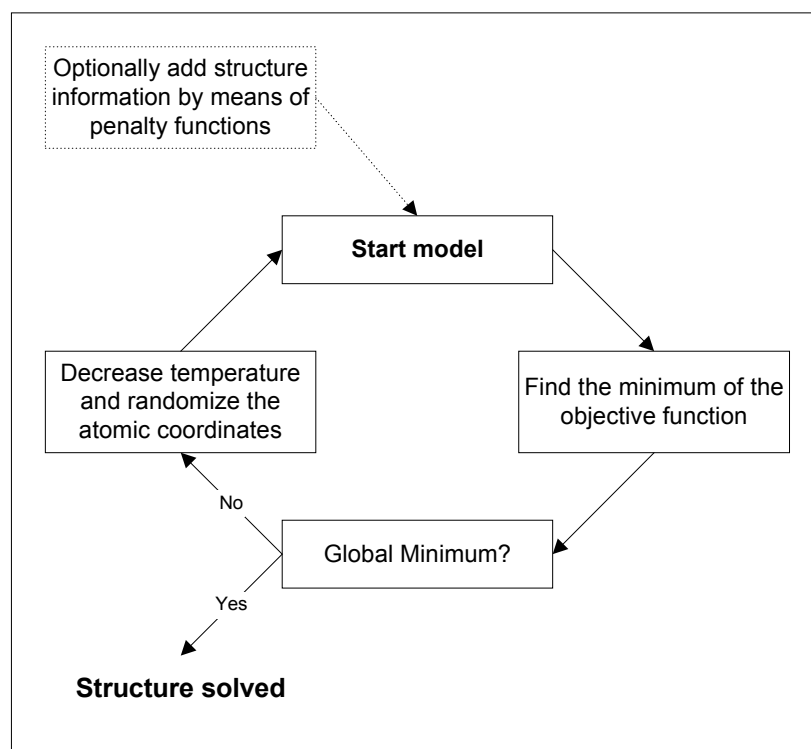 Optionally add structure
information by means of
penalty functions
Start model
Decrease temperature
and randomize the
atomic coordinates
Find the minimum of the
objective function
No
Global Minimum?
Yes
Structure solved